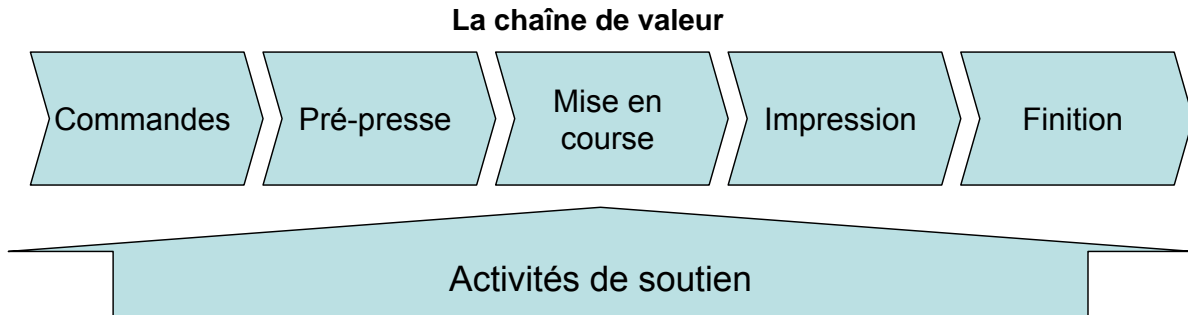 La chaîne de valeur
Commandes
Pré-presse
Mise en
course
Impression
Finition
Activités de soutien